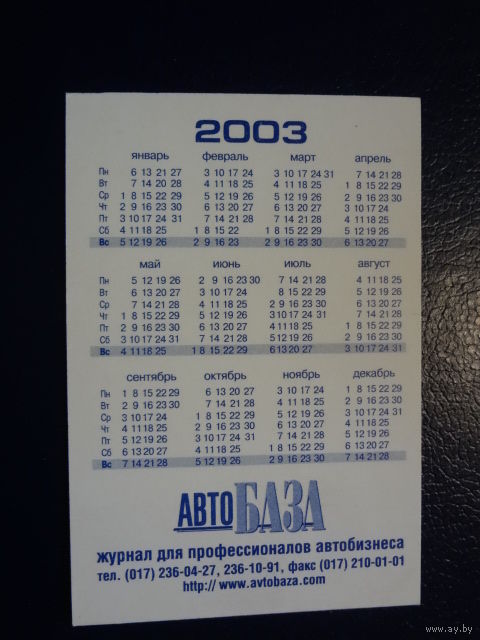 2003
январь февраль март апрель
Пн 6 13 21 27 3 10 17 24 3 10 17 24 31 7 14 21 28
Вт 7 14 20 28 4 11 18 25 4 11 18 25 1 8 15 22 29
Ср 1 8 15 22 29 5 12 19 26 5 12 19 26 2 9 16 23 30
Чт 2 9 16 23 30 6 13 20 27 6 13 20 27 3 10 17 24
Пт 3 10 17 24 31 7 14 21 28 7 14 21 28 4 11 18 25
Сб 4 11 18 25 1 8 15 22 1 8 15 22 29 5 12 19 26
Вс 5 12 19 26 2 9 16 23 2 9 16 23 30 6 13 20 27
май июнь июль август
Пн 5 12 19 26 2 9 16 23 30 7 14 21 28 4 11 18 25
Вт 6 13 20 27 3 10 17 24 8 15 22 29 5 12 19 26
Ср 7 14 21 28 4 11 18 25 2 9 16 23 30 6 13 20 27
Чт 1 8 15 22 29 5 12 19 26 3 10 17 24 31 7 14 21 28
Пт 2 9 16 23 30 6 13 20 27 4 11 18 25 1 8 15 22 29
Сб 3 10 17 24 31 7 14 21 28 5 12 19 26 2 9 16 23 30
Вс 4 11 18 25 1 8 15 22 29 6 13 20 27 3 10 17 24 31
сентябрь октябрь ноябрь декабрь
Пн 1 8 15 22 29 6 13 20 27 3 10 17 24 1 8 15 22 29
Вт 2 9 16 23 30 7 14 21 28 4 11 18 25 2 9 16 23 30
Ср 3 10 17 24 1 8 15 22 29 5 12 19 26 3 10 17 24 31
Чт 4 11 18 25 2 9 16 23 30 6 13 20 27 4 11 18 25
Пт 5 12 19 26 3 10 17 24 31 7 14 21 28 5 12 19 26
Сб 6 13 20 27 4 11 18 25 1 8 15 22 29 6 13 20 27
Вс 7 14 21 28 5 12 19 26 2 9 16 23 30 7 14 21 28
АВТОБАЗА
журнал для профессионалов автобизнеса
тел. (017) 236-04-27, 236-10-91, факс (017) 210-01-01
http:// www.avtobaza.com
www.ay.by